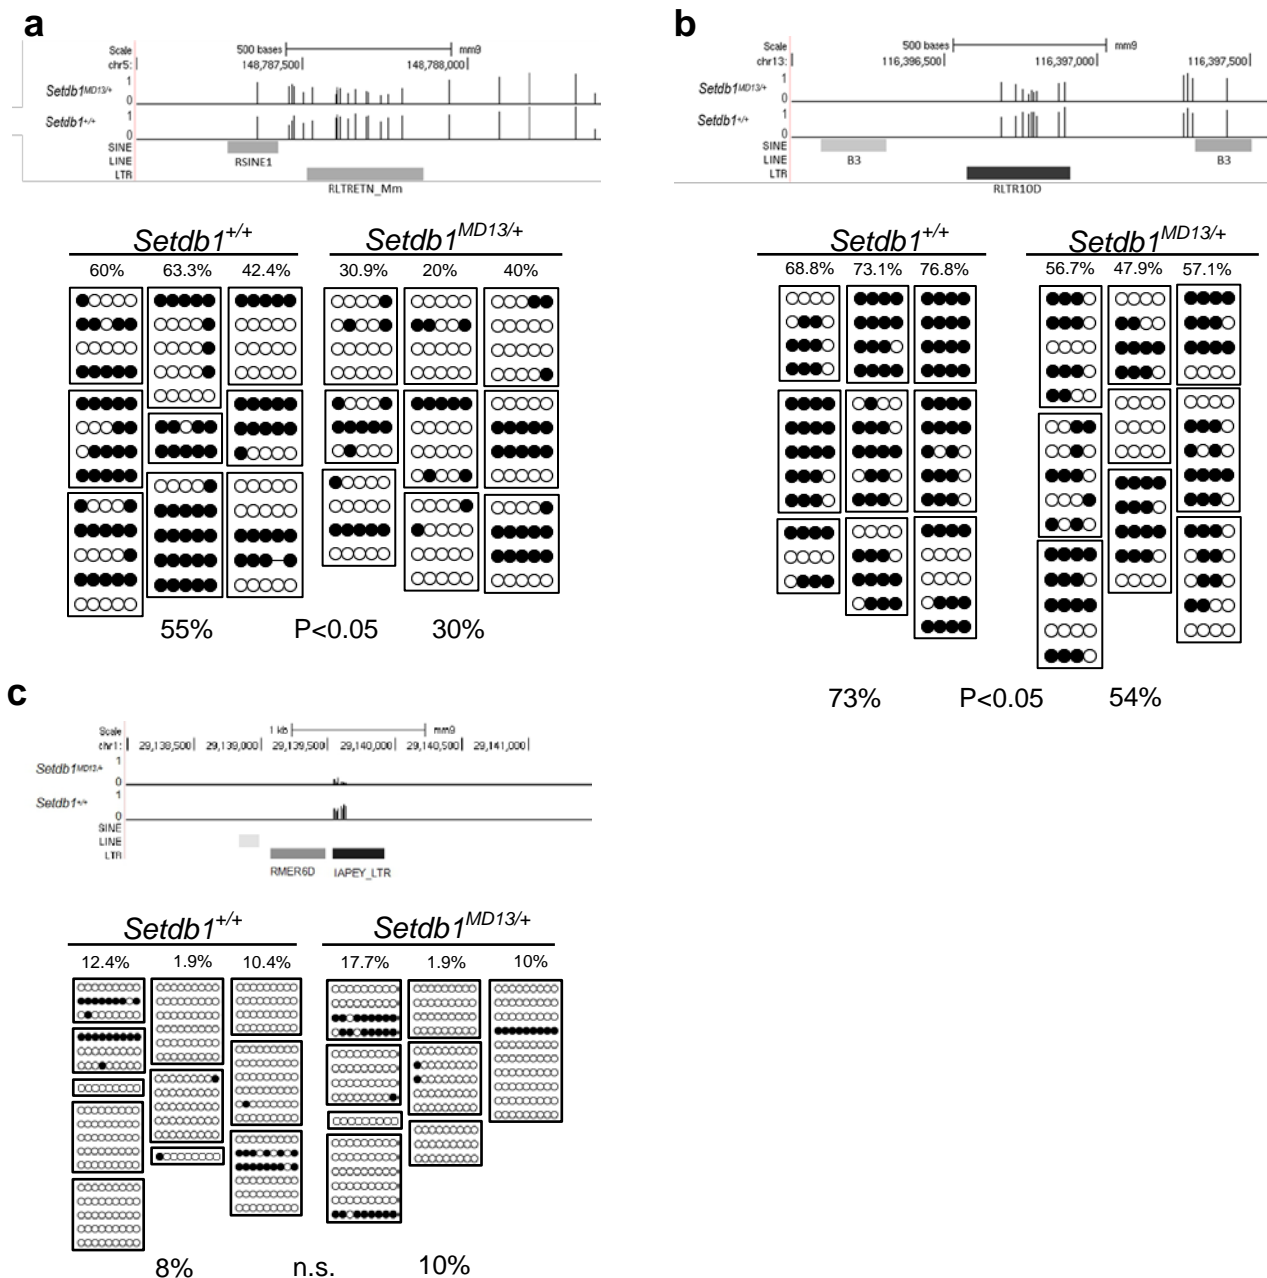 a
Scale 500 bases mm9
chr5: 148,787,500 148,788,000
1
Setdb1MD13/+
0
1
Setdb1+/+
0
SINE
RSINE1
LINE
LTR
RLTRETN_Mm
Setdb1+/+ Setdb1MD13/+
60% 63.3% 42.4% 30.9% 20% 40%
55% P<0.05 30%
b
Scale 500 bases mm9
chr13: 116,396,500 116,397,000 116,397,500
1
Setdb1MD13/+
0
1
Setdb1+/+
0
SINE
LINE B3 B3
LTR
RLTR10D
Setdb1+/+ Setdb1MD13/+
68.8% 73.1% 76.8% 56.7% 47.9% 57.1%
73% P<0.05 54%
c
Scale 1 kb mm9
chr1: 29,138,500 29,139,000 29,139,500 29,140,000 29,140,500 29,141,000
1
Setdb1MD13/+
0
1
Setdb1+/+
0
SINE
LINE
LTR
RMER6D IAPEY_LTR
Setdb1+/+ Setdb1MD13/+
12.4% 1.9% 10.4% 17.7% 1.9% 10%
8% n.s. 10%